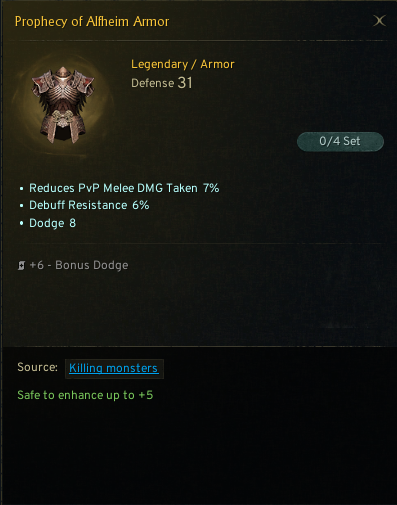 Prophecy of Alfheim Armor
Legendary / Armor
Defense 31
0/4 Set
• Reduces PvP Melee DMG Taken 7%
• Debuff Resistance 6%
• Dodge 8
+6 - Bonus Dodge
Source: Killing monsters
Safe to enhance up to +5